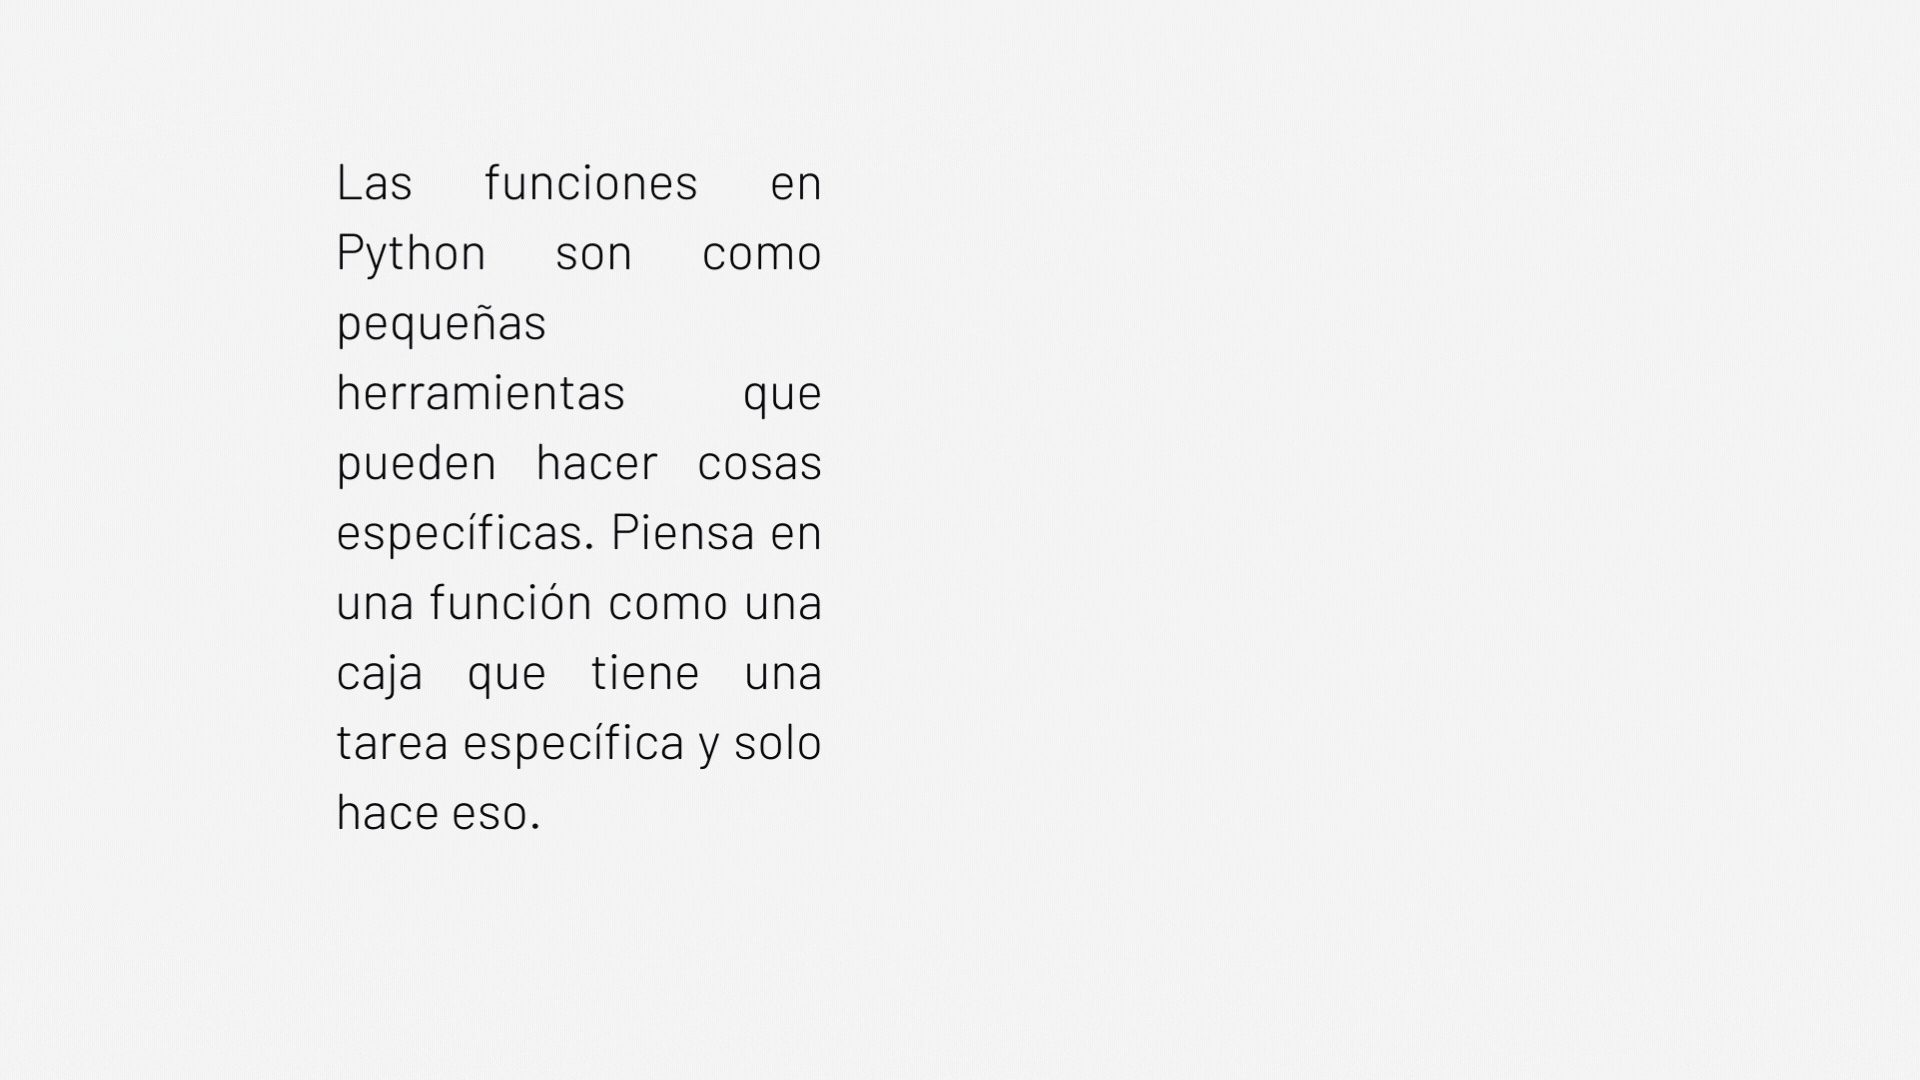 Las funciones en
Python son como
pequeñas
herramientas que
pueden hacer cosas
específicas. Piensa en
una función como una
caja que tiene una
tarea específica y solo
hace eso.